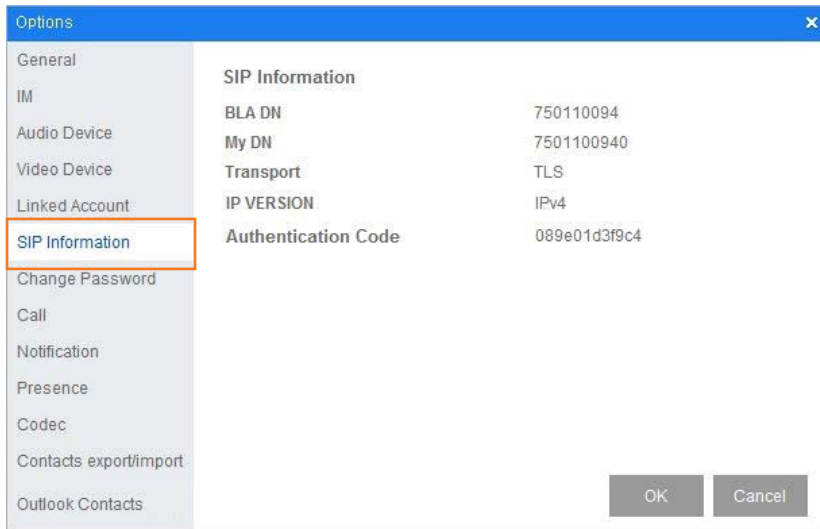 Options
General
IM
Audio Device
Video Device
Linked Account
SIP Information
Change Password
Call
Notification
Presence
Codec
Contacts export/import
Outlook Contacts
SIP Information
BLA DN 750110094
My DN 7501100940
Transport TLS
IP VERSION IPv4
Authentication Code 089e01d3f9c4
OK Cancel